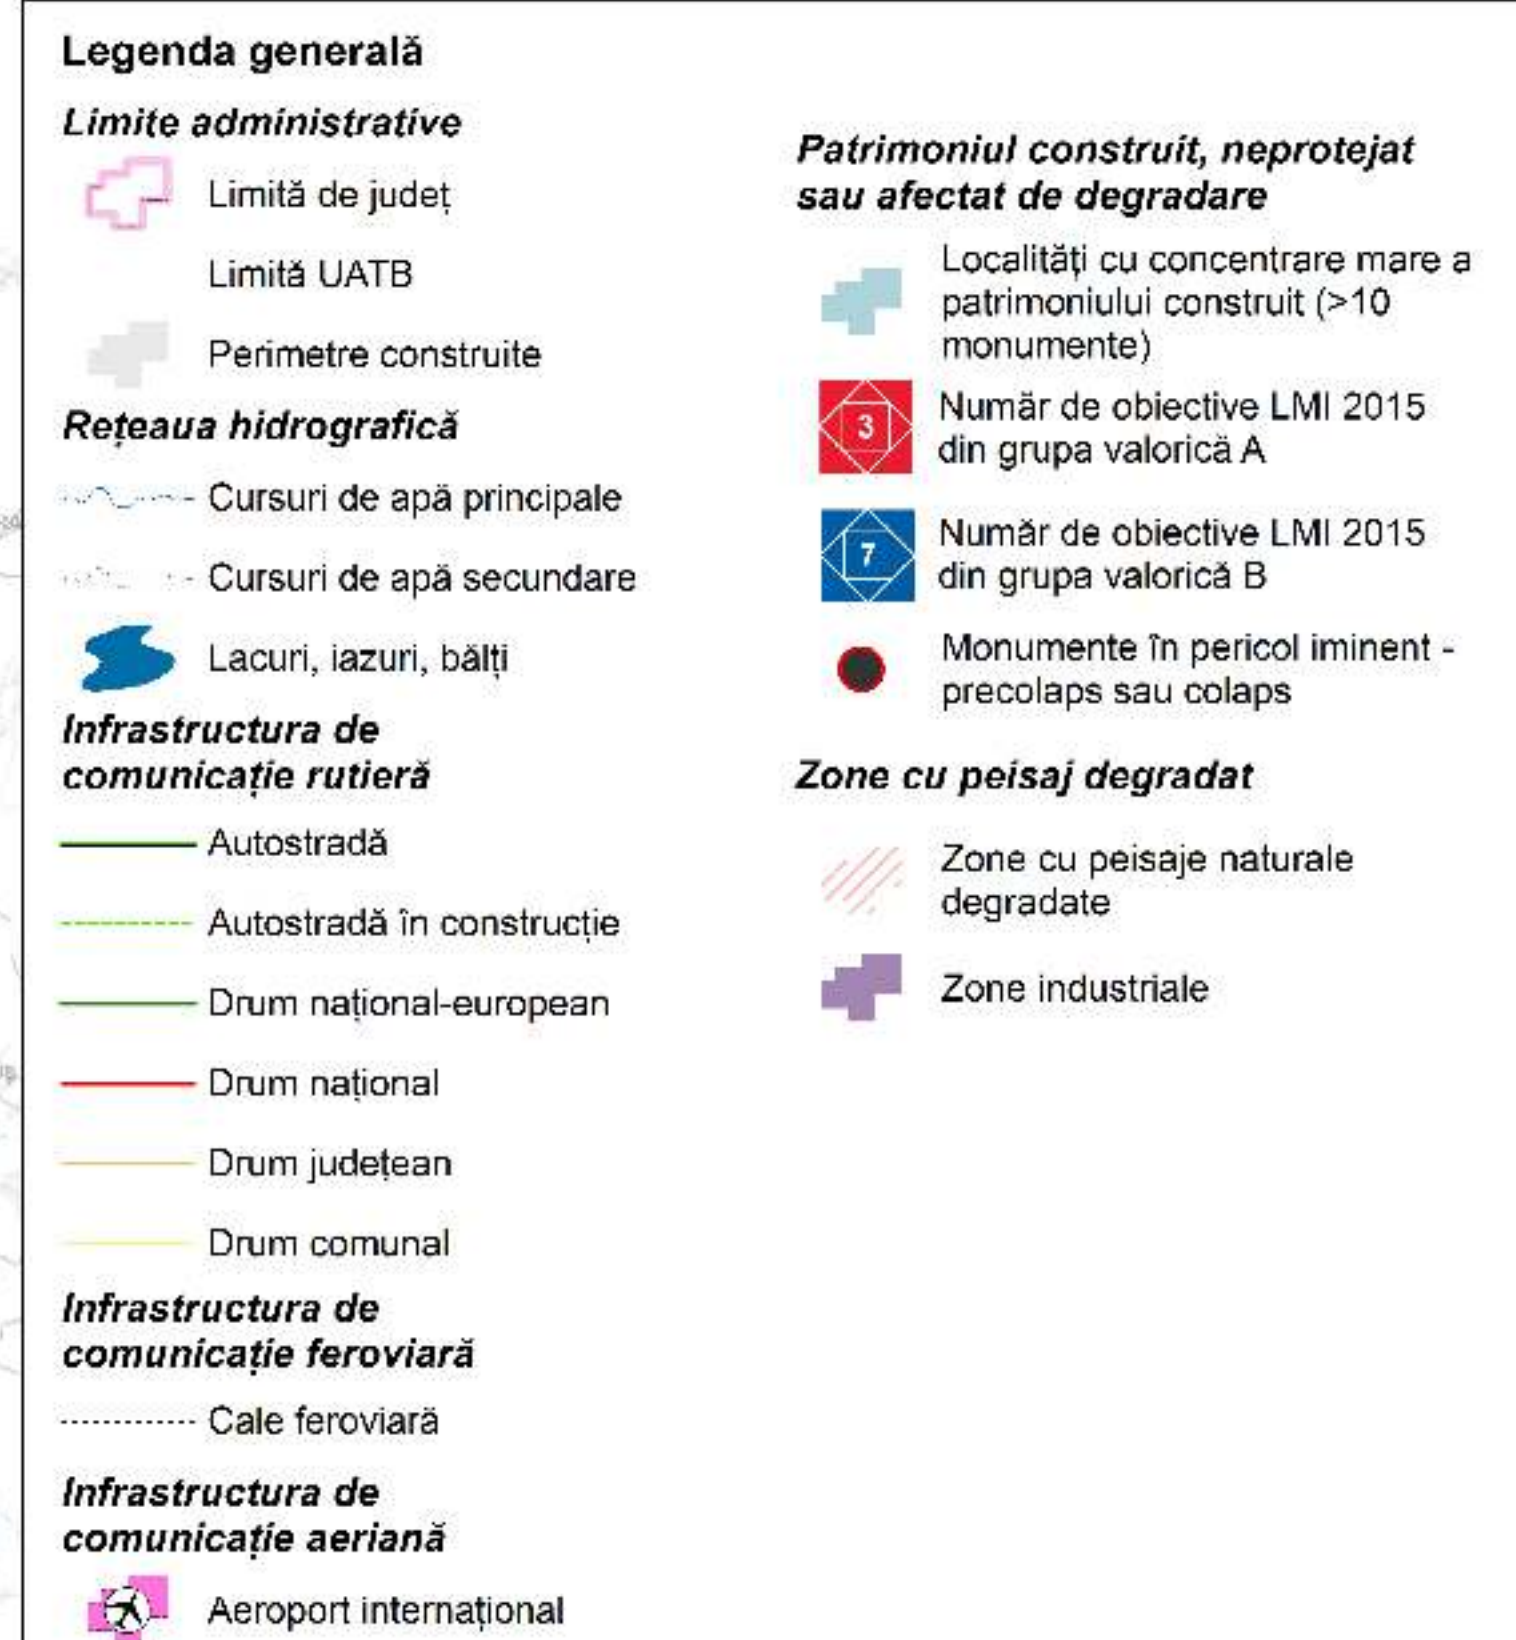 Legenda generală
Limite administrative
Limită de județ
Limită UATB
Perimetre construite
Rețeaua hidrografică
Cursuri de apă principale
Cursuri de apă secundare
Lacuri, iazuri, bălți
Infrastructura de
comunicație rutieră
Autostradă
Autostradă în construcție
Drum național-european
Drum național
Drum județean
Drum comunal
Infrastructura de
comunicație feroviară
Cale feroviară
Infrastructura de
comunicație aeriană
Aeroport internațional
Patrimoniul construit, neprotejat
sau afectat de degradare
Localități cu concentrare mare a
patrimoniului construit (>10
monumente)
3
Număr de obiective LMI 2015
din grupa valorică A
7
Număr de obiective LMI 2015
din grupa valorică B
Monumente în pericol iminent -
precolaps sau colaps
Zone cu peisaj degradat
Zone cu peisaje naturale
degradate
Zone industriale